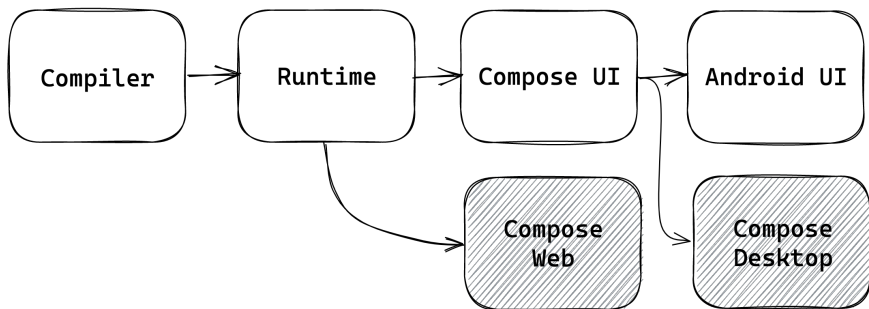 Compiler
Runtime
Compose UI
Android UI
Compose
Web
Compose
Desktop